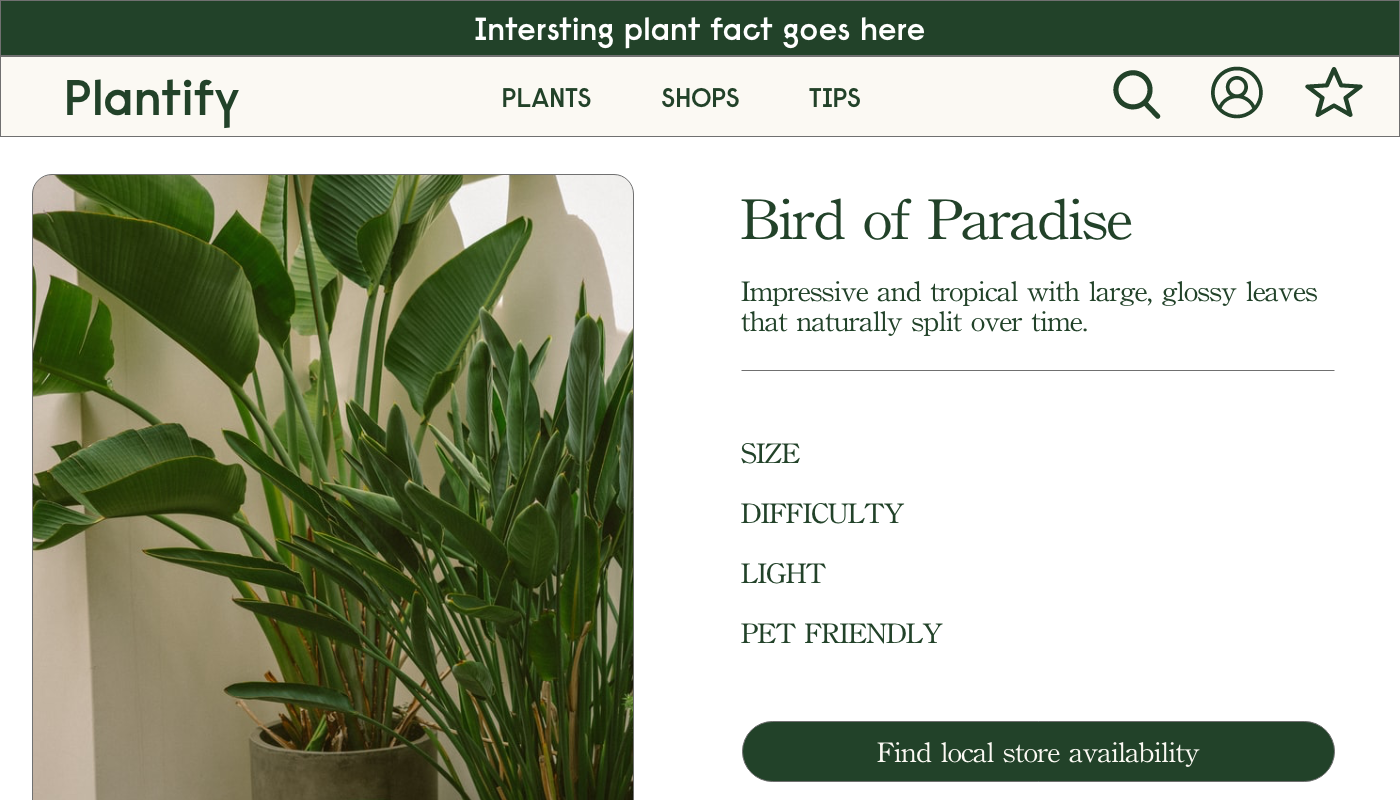 Intersting plant fact goes here
Plantify
PLANTS SHOPS TIPS
Bird of Paradise
Impressive and tropical with large, glossy leaves
that naturally split over time.
SIZE
DIFFICULTY
LIGHT
PET FRIENDLY
Find local store availability